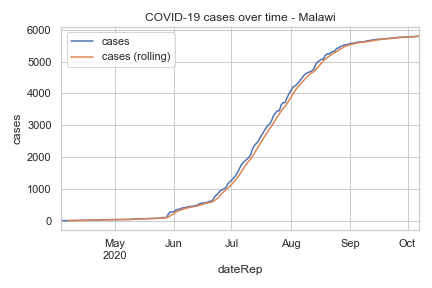 COVID-19 cases over time - Malawi
cases
cases (rolling)
6000
5000
4000
3000
2000
1000
0
cases
May Jun Jul Aug Sep Oct
2020
dateRep